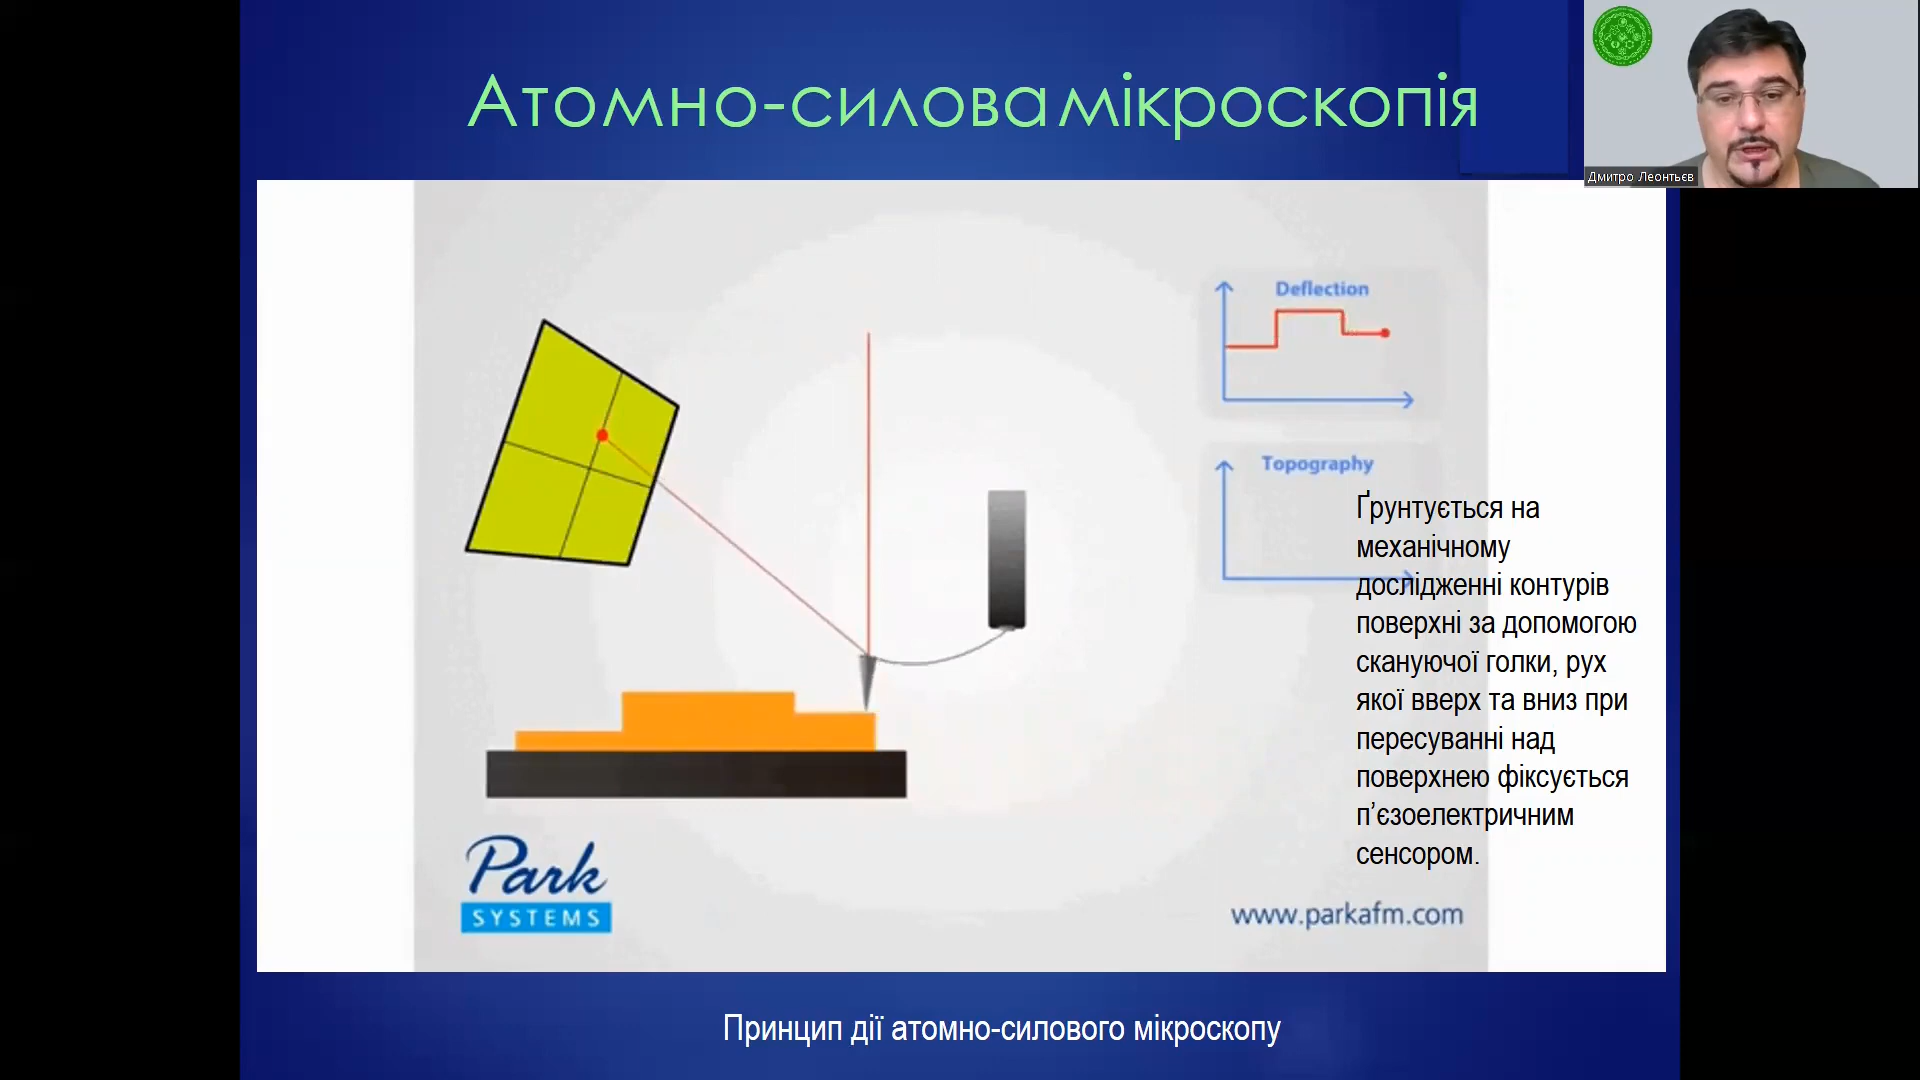 Атомно-силова мікроскопія
Дмитро Леонтьєв
Deflection
Topography
Ґрунтується на
механічному
дослідженні контурів
поверхні за допомогою
скануючої голки, рух
якої вверх та вниз при
пересуванні над
поверхнею фіксується
п’єзоелектричним
сенсором.
Park
SYSTEMS
www.parkafm.com
Принцип дії атомно-силового мікроскопу